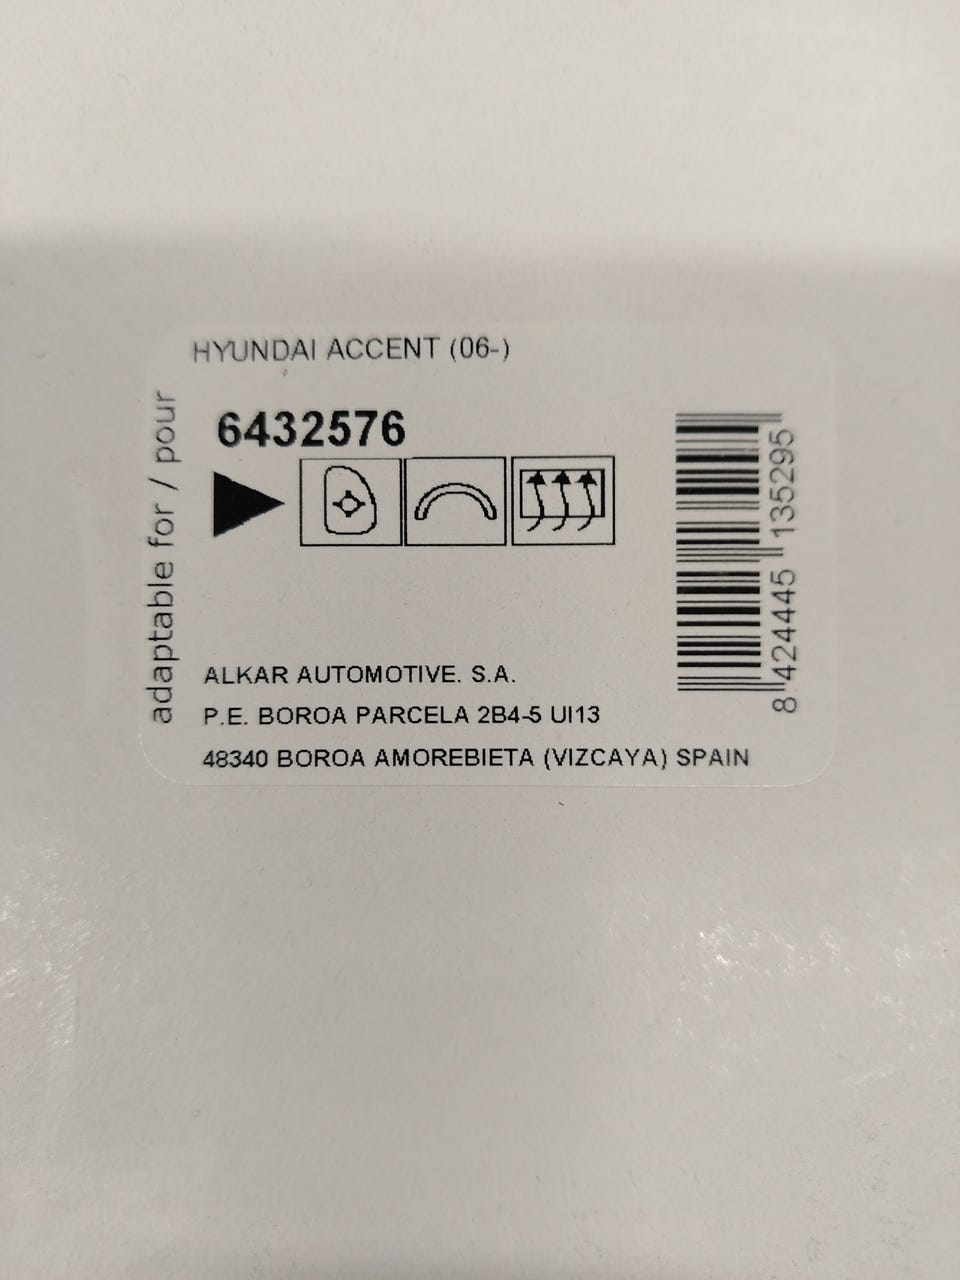 HYUNDAI ACCENT (06-)
adaptable for / pour
6432576
8 424445 135295
ALKAR AUTOMOTIVE. S.A.
P.E. BOROA PARCELA 2B4-5 UI13
48340 BOROA AMOREBIETA (VIZCAYA) SPAIN